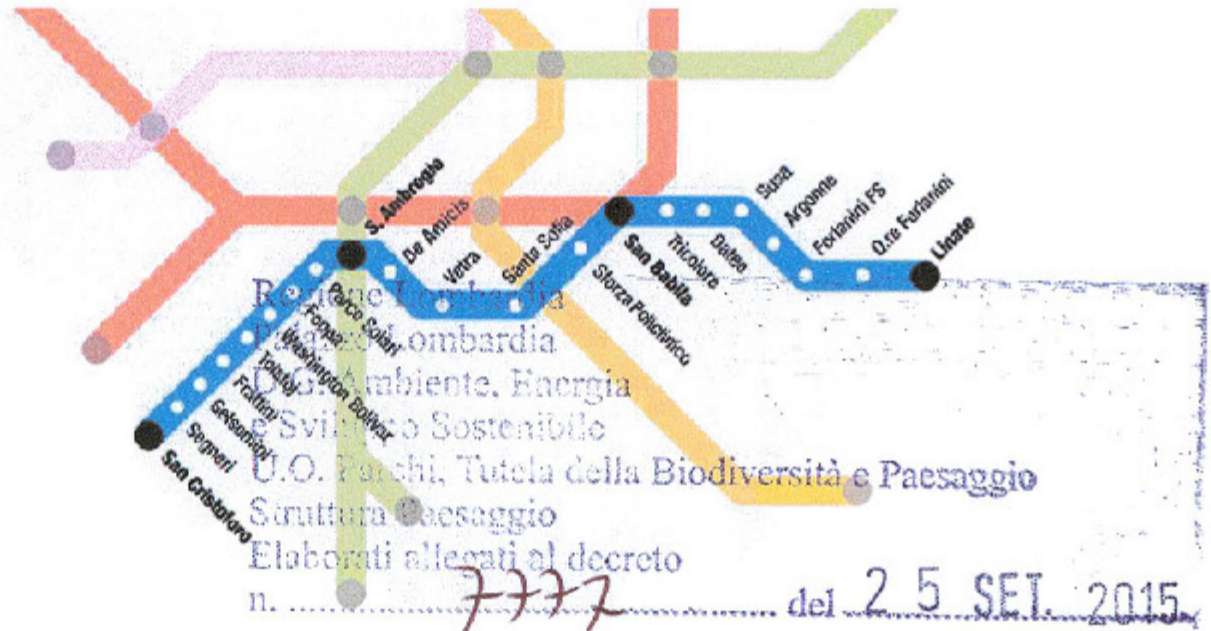 S. Ambrogio
De Amicis
Vetra
Santa Sofia
Sforza Policlinico
San Babila
Tricolore
Dateo
Susa
Argonne
Forlanini FS
Q.re Forlanini
Linate
Parco Solari
Foppa
Washington Bolivar
Tolstoj
Frattini
Gelsomini
Segneri
San Cristoforo
Regione Lombardia
Palazzo Lombardia
D.G. Ambiente, Energia
e Sviluppo Sostenibile
U.O. Parchi, Tutela della Biodiversità e Paesaggio
Struttura Paesaggio
Elaborati allegati al decreto
n. 7777 del 25 SET. 2015